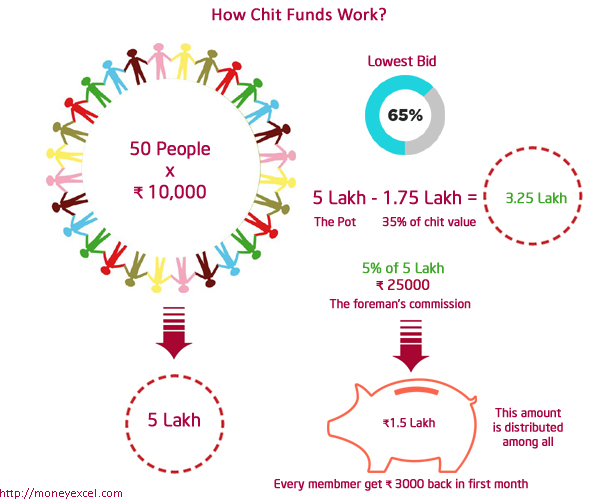 How Chit Funds Work?
50 People
x
₹ 10,000
5 Lakh
Lowest Bid
65%
5 Lakh - 1.75 Lakh =
3.25 Lakh
The Pot
35% of chit value
5% of 5 Lakh
₹ 25000
The foreman's commission
₹1.5 Lakh
This amount
is distributed
among all
Every membmer get ₹ 3000 back in first month
http://moneyexcel.com